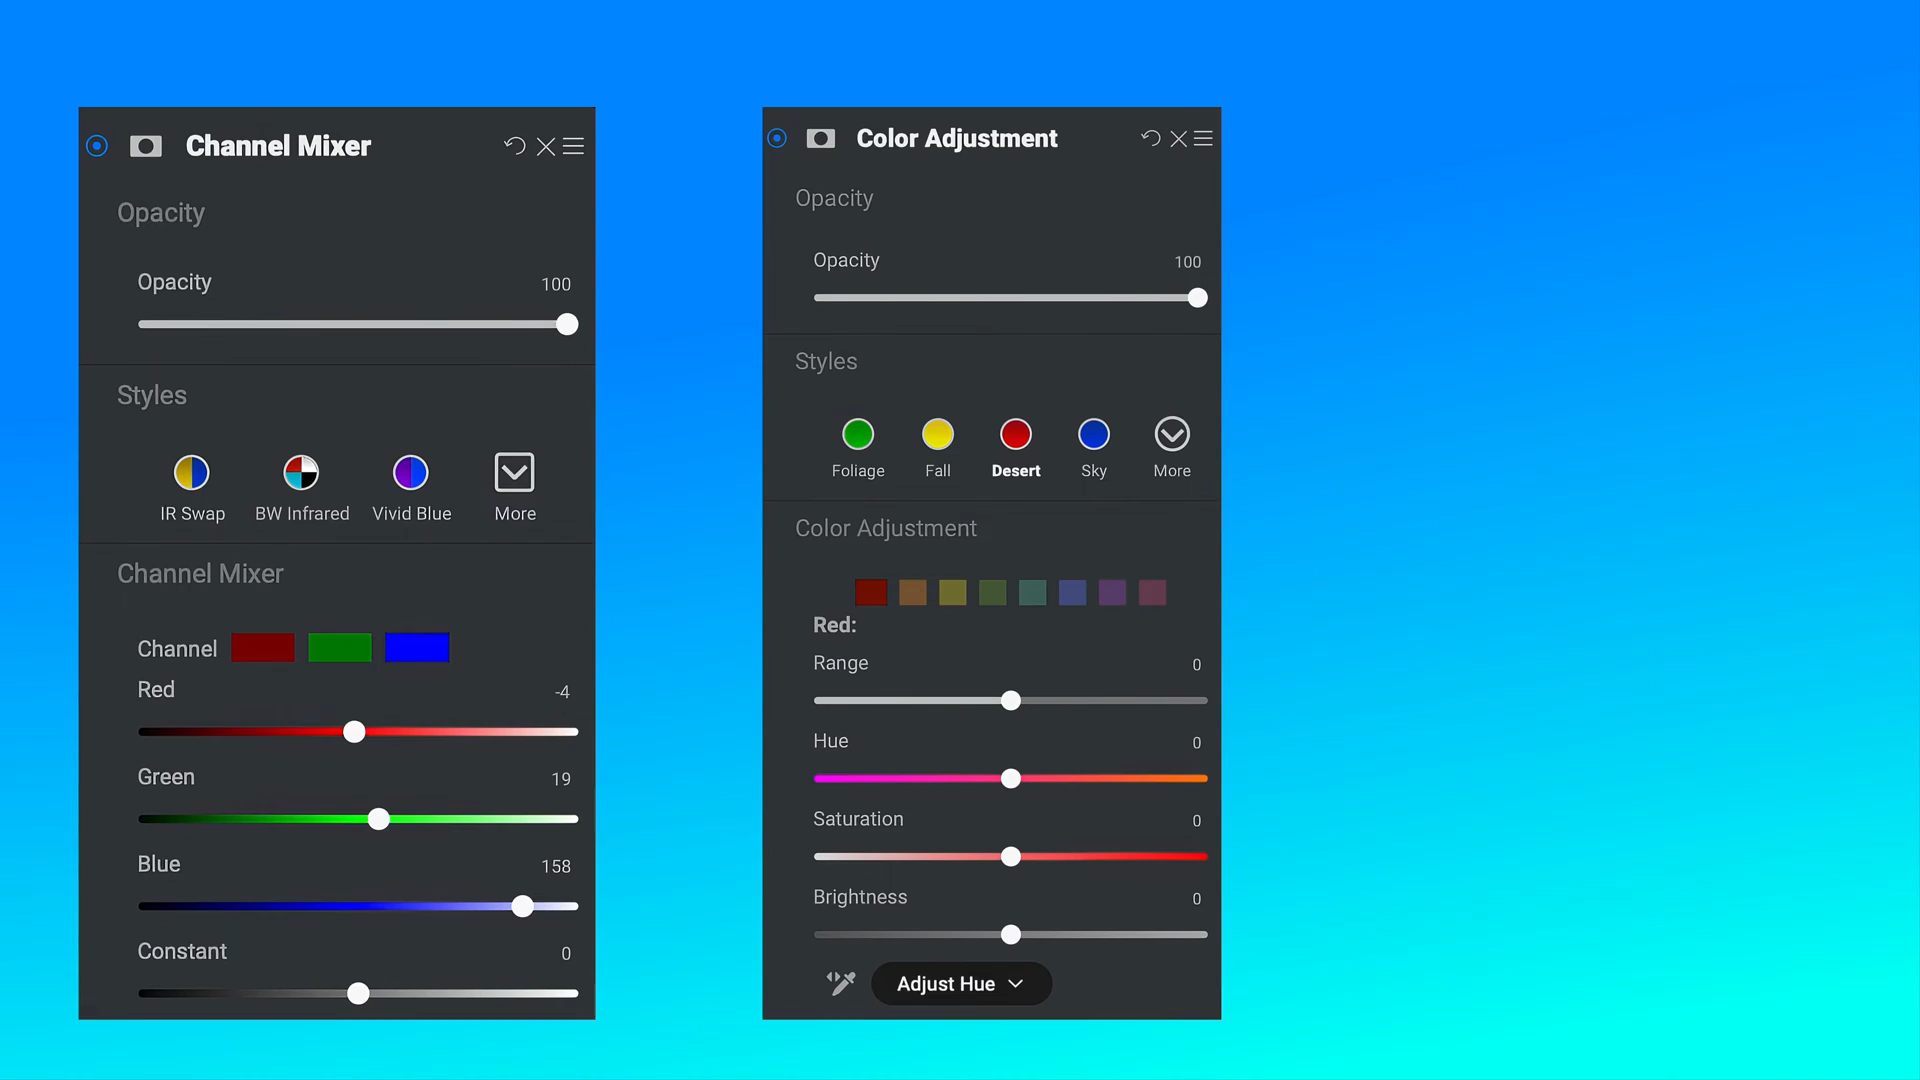 Channel Mixer
Opacity
Opacity 100
Styles
IR Swap BW Infrared Vivid Blue More
Channel Mixer
Channel
Red -4
Green 19
Blue 158
Constant 0
Color Adjustment
Opacity
Opacity 100
Styles
Foliage Fall Desert Sky More
Color Adjustment
Red:
Range 0
Hue 0
Saturation 0
Brightness 0
Adjust Hue